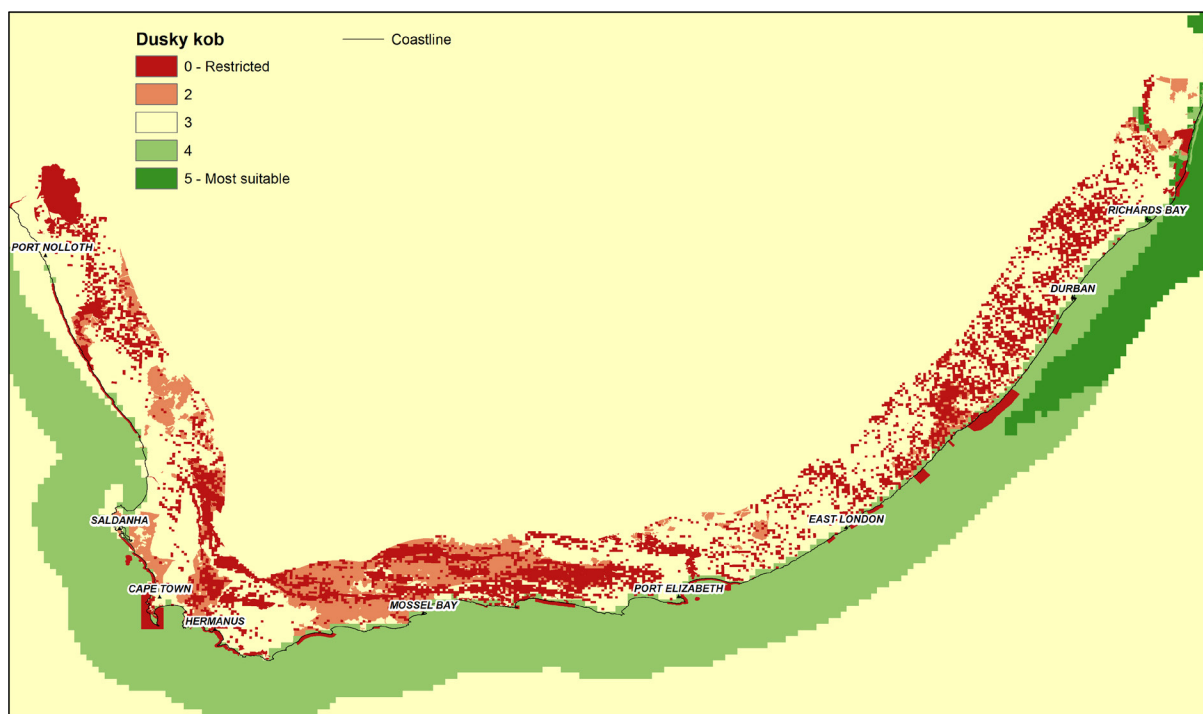 Dusky kob
Coastline
0 - Restricted
2
3
4
5 - Most suitable
PORT NOLLOTH
RICHARDS BAY
DURBAN
SALDANHA
EAST LONDON
CAPE TOWN
PORT ELIZABETH
MOSSEL BAY
HERMANUS